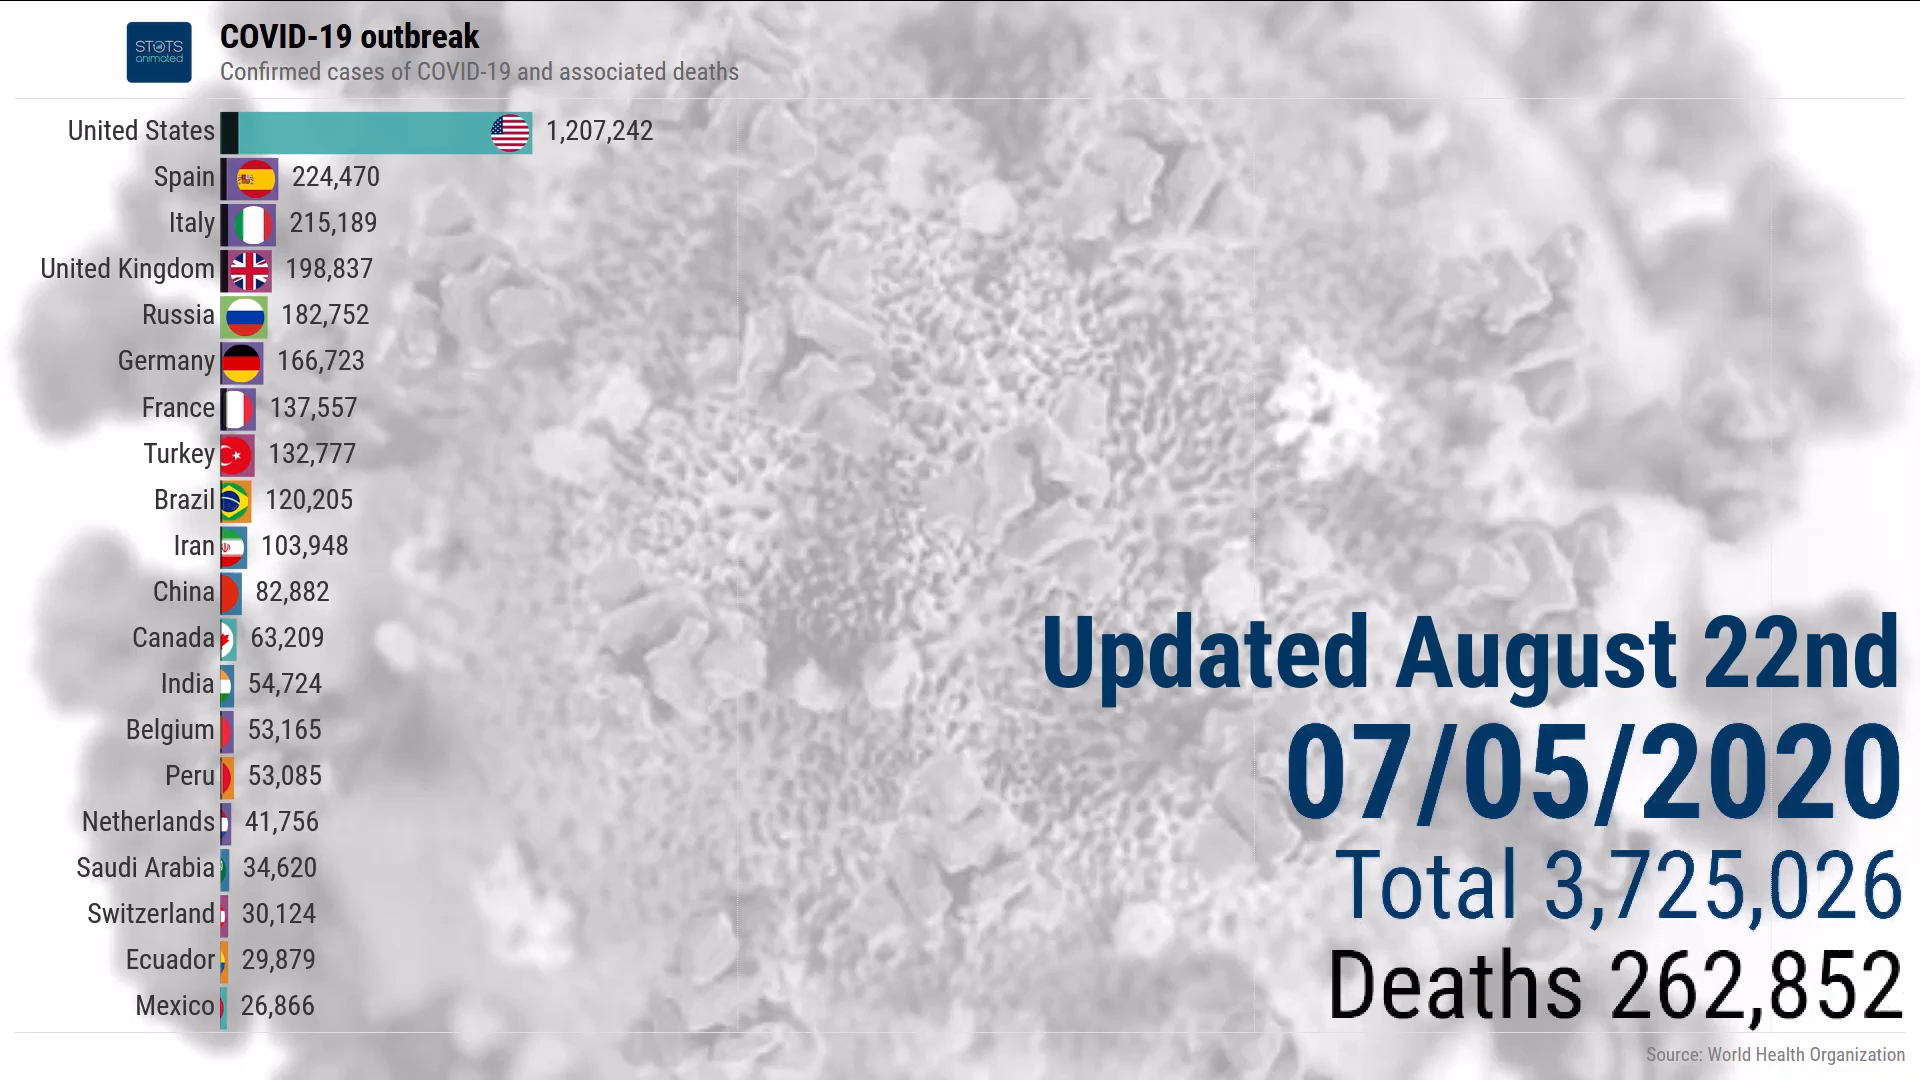 STATS
animated
COVID-19 outbreak
Confirmed cases of COVID-19 and associated deaths
United States 1,207,242
Spain 224,470
Italy 215,189
United Kingdom 198,837
Russia 182,752
Germany 166,723
France 137,557
Turkey 132,777
Brazil 120,205
Iran 103,948
China 82,882
Canada 63,209
India 54,724
Belgium 53,165
Peru 53,085
Netherlands 41,756
Saudi Arabia 34,620
Switzerland 30,124
Ecuador 29,879
Mexico 26,866
Updated August 22nd
07/05/2020
Total 3,725,026
Deaths 262,852
Source: World Health Organization